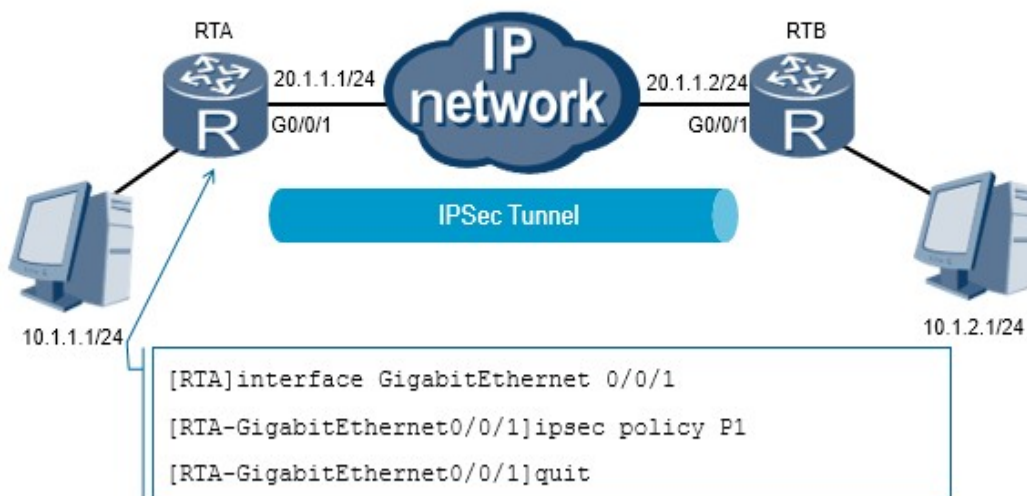 RTA
RTB
IP
network
20.1.1.1/24
20.1.1.2/24
G0/0/1
G0/0/1
R
R
IPSec Tunnel
10.1.1.1/24
10.1.2.1/24
[RTA]interface GigabitEthernet 0/0/1
[RTA-GigabitEthernet0/0/1]ipsec policy P1
[RTA-GigabitEthernet0/0/1]quit